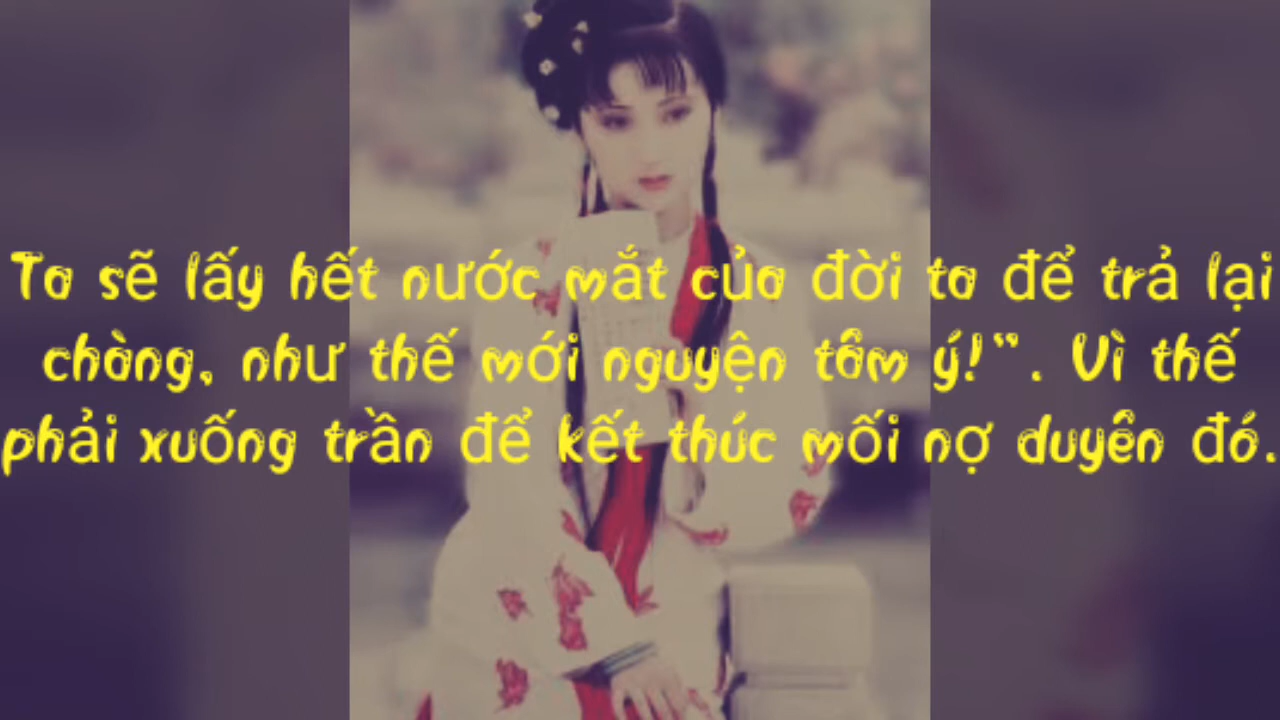 Ta sẽ lấy hết nước mắt của đời ta để trả lại
chàng, như thế mới nguyện tâm ý!". Vì thế
phải xuống trần để kết thúc mối nợ duyên đó.